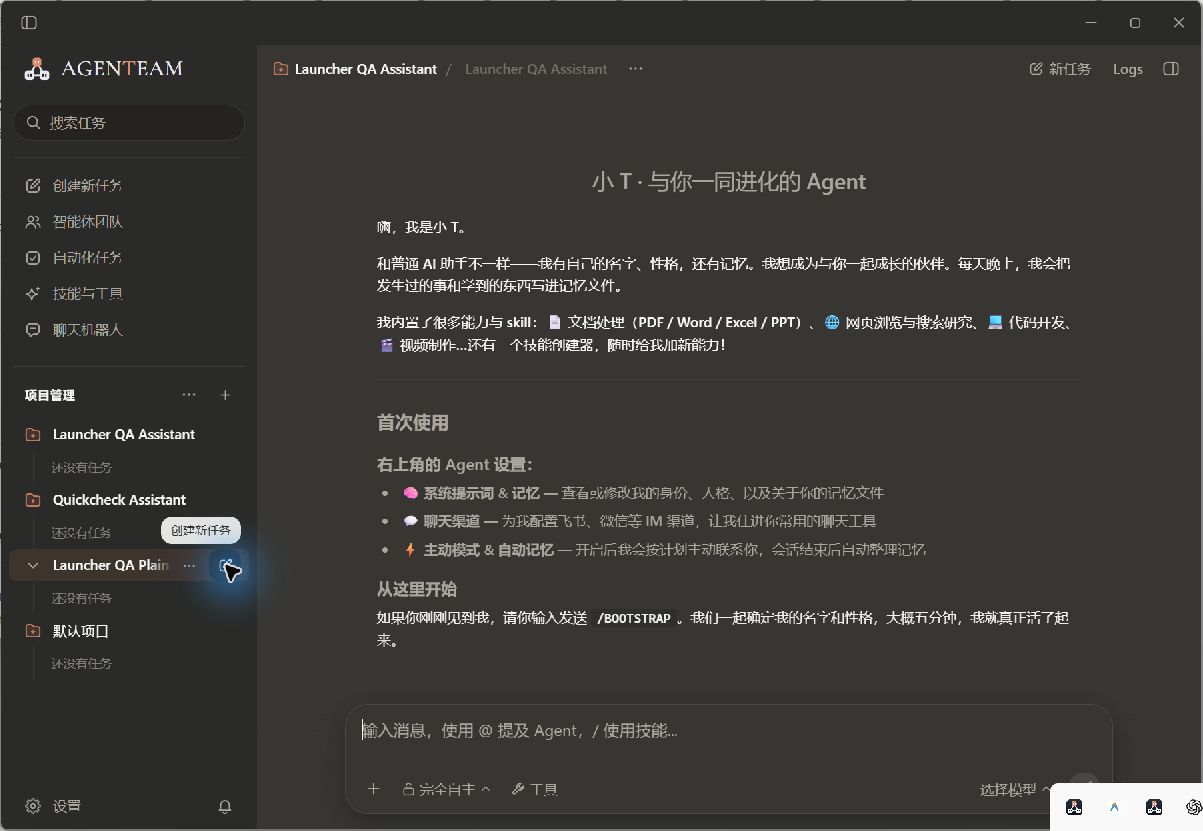 AGENTEAM
搜索任务
创建新任务
智能体团队
自动化任务
技能与工具
聊天机器人
项目管理
Launcher QA Assistant
还没有任务
Quickcheck Assistant
还没有任务
创建新任务
Launcher QA Plain
还没有任务
默认项目
还没有任务
设置
Launcher QA Assistant / Launcher QA Assistant ···
新任务 Logs
小 T · 与你一同进化的 Agent
嗨，我是小 T。
和普通 AI 助手不一样——我有自己的名字、性格，还有记忆。我想成为与你一起成长的伙伴。每天晚上，我会把
发生过的事和学到的东西写进记忆文件。
我内置了很多能力与 skill：📄 文档处理（PDF / Word / Excel / PPT）、🌐 网页浏览与搜索研究、💻 代码开发、
🎬 视频制作...还有一个技能创建器，随时给我加新能力！
首次使用
右上角的 Agent 设置：
• 🧠 系统提示词 & 记忆 — 查看或修改我的身份、人格、以及关于你的记忆文件
• 💬 聊天渠道 — 为我配置飞书、微信等 IM 渠道，让我住进你常用的聊天工具
• ⚡ 主动模式 & 自动记忆 — 开启后我会按计划主动联系你，会话结束后自动整理记忆
从这里开始
如果你刚刚见到我，请你输入发送 /BOOTSTRAP 。我们一起确定我的名字和性格，大概五分钟，我就真正活了起
来。
输入消息，使用 @ 提及 Agent，/ 使用技能...
完全自主 工具 选择模型